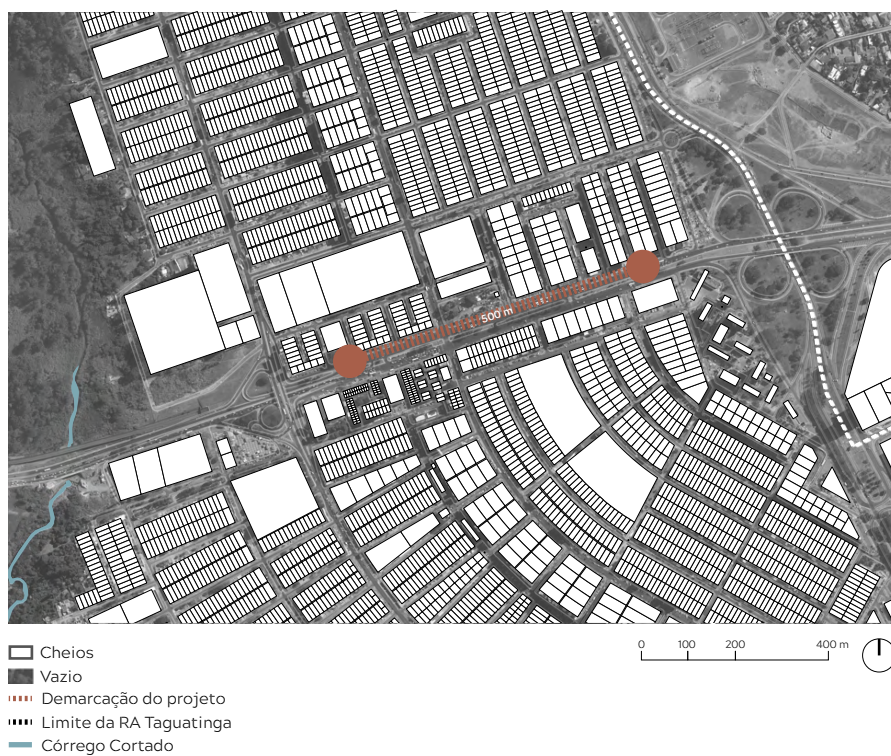 500 m
0 100 200 400 m
Cheios
Vazio
Demarcação do projeto
Limite da RA Taguatinga
Córrego Cortado